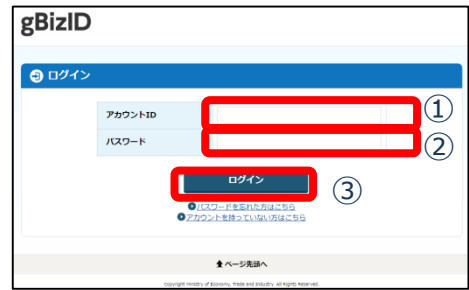 gBizID
ログイン
アカウントID ①
パスワード ②
ログイン ③
パスワードを忘れた方はこちら
アカウントを持っていない方はこちら
ページ先頭へ
Copyright Ministry of Economy, Trade and Industry. All Rights Reserved.